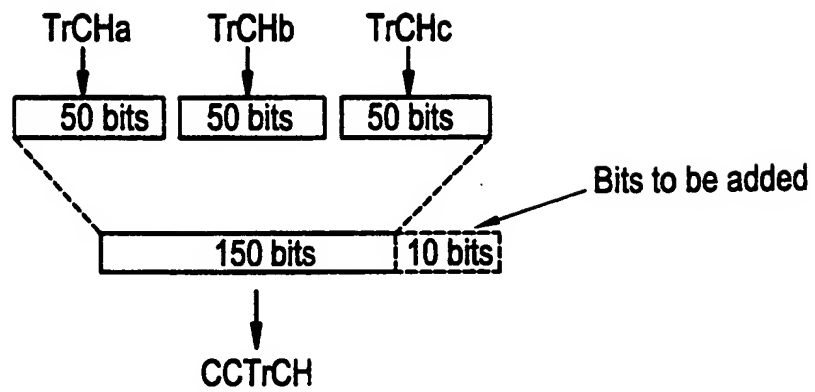 TrCHa TrCHb TrCHc
50 bits 50 bits 50 bits
Bits to be added
150 bits 10 bits
CCTrCH